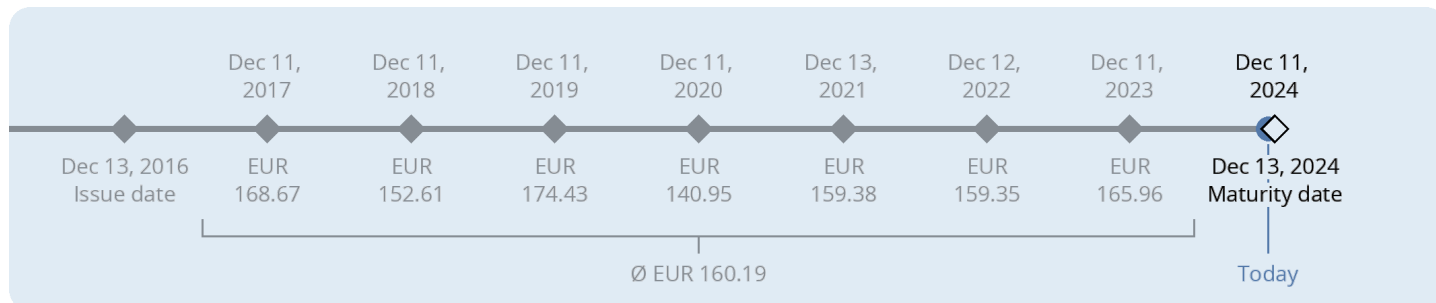 Dec 11,
2017
Dec 11,
2018
Dec 11,
2019
Dec 11,
2020
Dec 13,
2021
Dec 12,
2022
Dec 11,
2023
Dec 11,
2024
Dec 13, 2016
Issue date
EUR
168.67
EUR
152.61
EUR
174.43
EUR
140.95
EUR
159.38
EUR
159.35
EUR
165.96
Dec 13, 2024
Maturity date
Ø EUR 160.19
Today